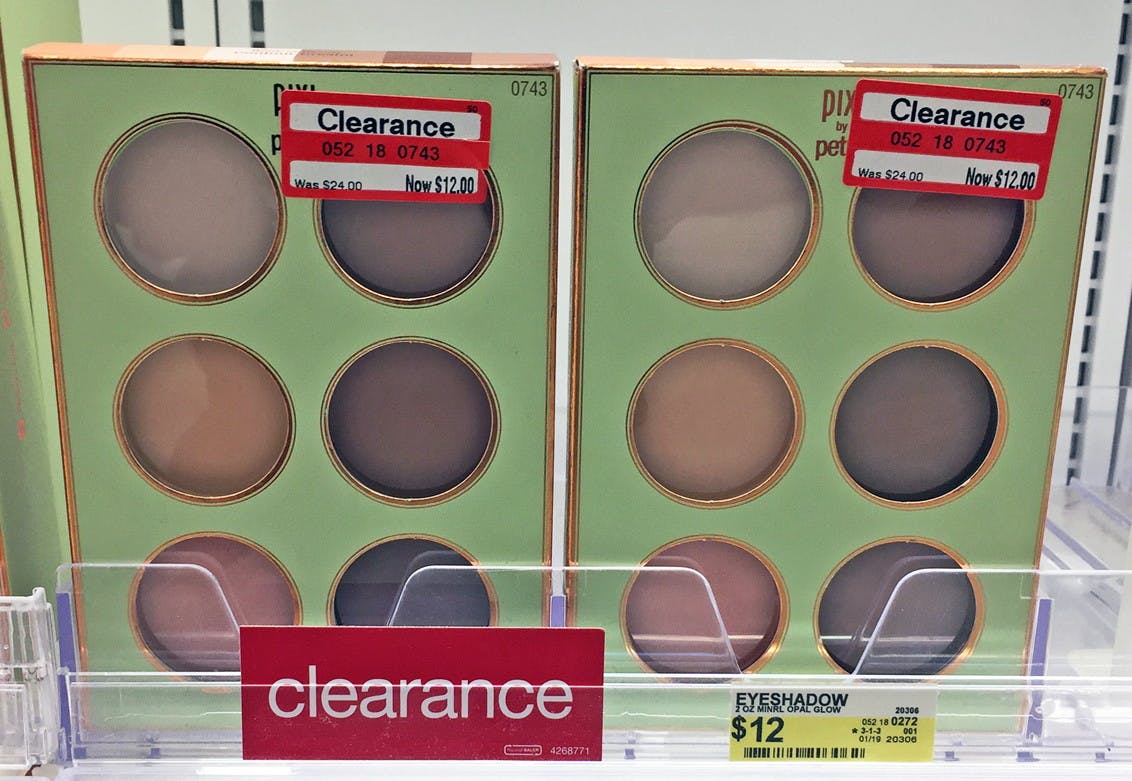 0743
pixi
50
Clearance
052 18 0743
Was $24.00 Now $12.00
0743
pix
by
pet
50
Clearance
052 18 0743
Was $24.00 Now $12.00
clearance
4268771
EYESHADOW
2 OZ MINRL OPAL GLOW 20306
$12
052 18 0272
* 3-1-3 001
01/19 20306